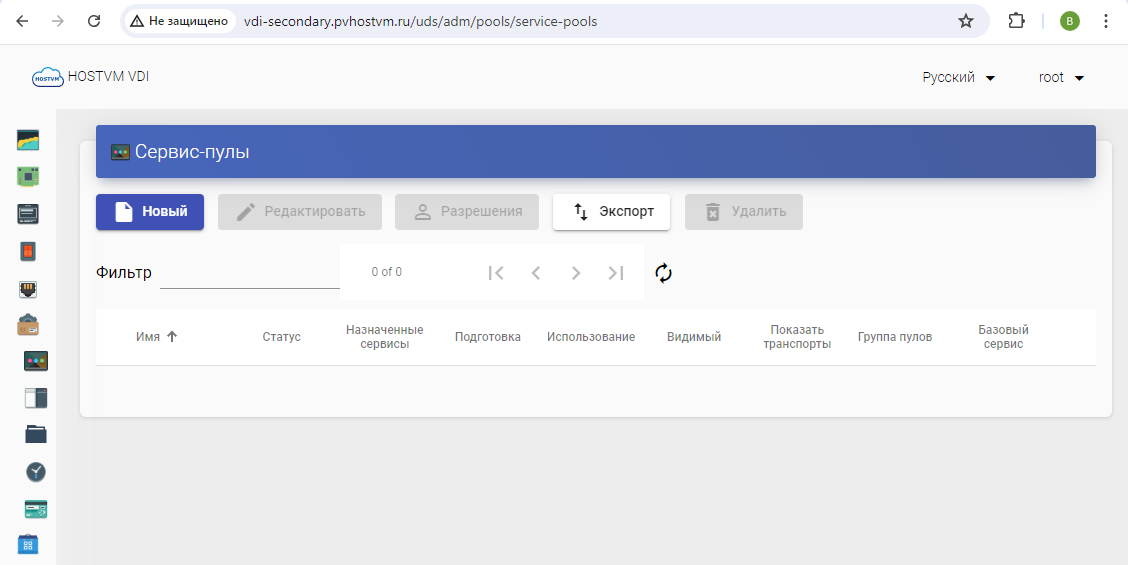 Не защищено vdi-secondary.pvhostvm.ru/uds/adm/pools/service-pools B
HOSTVM HOSTVM VDI Русский root
Сервис-пулы
Новый Редактировать Разрешения Экспорт Удалить
Фильтр 0 of 0
Имя Статус Назначенные сервисы Подготовка Использование Видимый Показать транспорты Группа пулов Базовый сервис